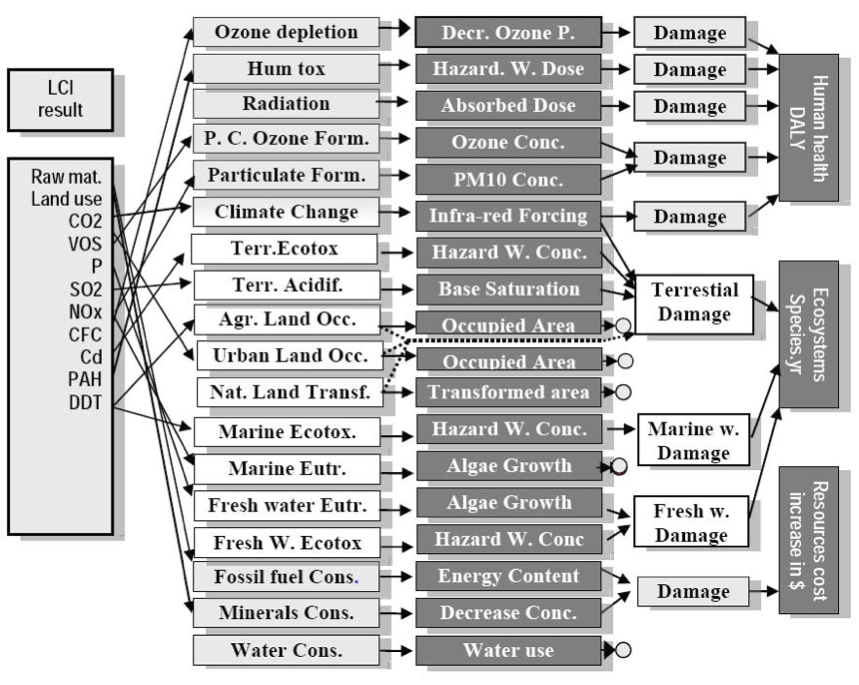 LCI
result
Raw mat.
Land use
CO2
VOS
P
SO2
NOx
CFC
Cd
PAH
DDT
Ozone depletion
Hum tox
Radiation
P. C. Ozone Form.
Particulate Form.
Climate Change
Terr.Ecotox
Terr. Acidif.
Agr. Land Occ.
Urban Land Occ.
Nat. Land Transf.
Marine Ecotox.
Marine Eutr.
Fresh water Eutr.
Fresh W. Ecotox
Fossil fuel Cons.
Minerals Cons.
Water Cons.
Decr. Ozone P.
Hazard. W. Dose
Absorbed Dose
Ozone Conc.
PM10 Conc.
Infra-red Forcing
Hazard W. Conc.
Base Saturation
Occupied Area
Occupied Area
Transformed area
Hazard W. Conc.
Algae Growth
Algae Growth
Hazard W. Conc
Energy Content
Decrease Conc.
Water use
Damage
Damage
Damage
Damage
Damage
Terrestial
Damage
Marine w.
Damage
Fresh w.
Damage
Damage
Human health
DALY
Ecosystems
Species.yr
Resources cost
increase in $